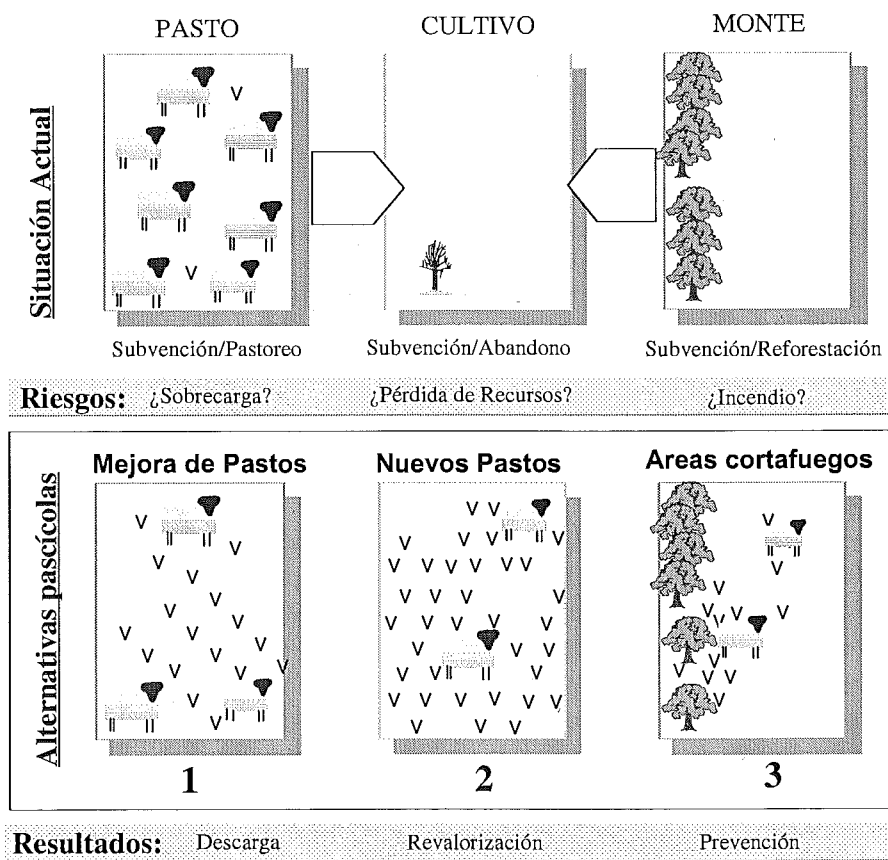 PASTO CULTIVO MONTE
Situación Actual
Subvención/Pastoreo Subvención/Abandono Subvención/Reforestación
Riesgos: ¿Sobrecarga? ¿Pérdida de Recursos? ¿Incendio?
Alternativas pascícolas
Mejora de Pastos Nuevos Pastos Areas cortafuegos
1 2 3
Resultados: Descarga Revalorización Prevención